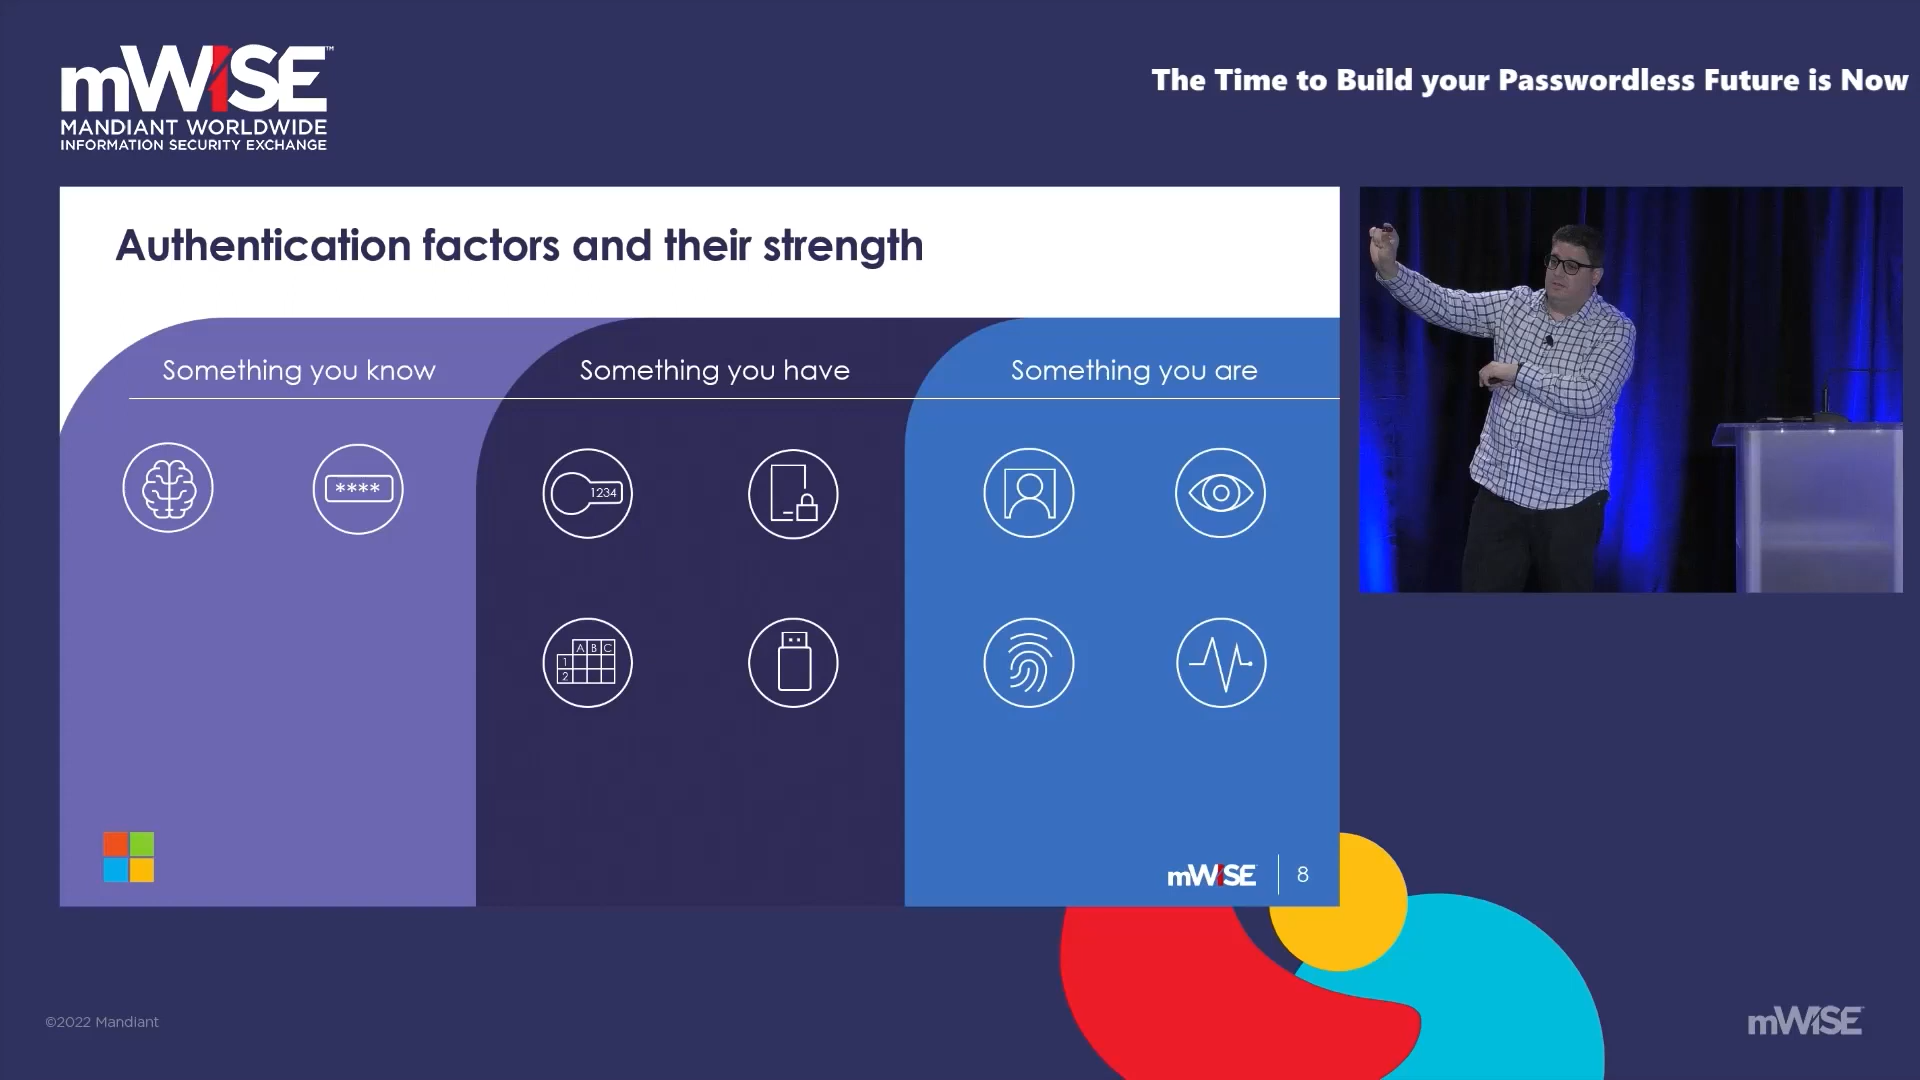 mWISE™
MANDIANT WORLDWIDE
INFORMATION SECURITY EXCHANGE
The Time to Build your Passwordless Future is Now
Authentication factors and their strength
Something you know
Something you have
Something you are
****
1234
A B C
1
2
mWISE
8
©2022 Mandiant
mWISE